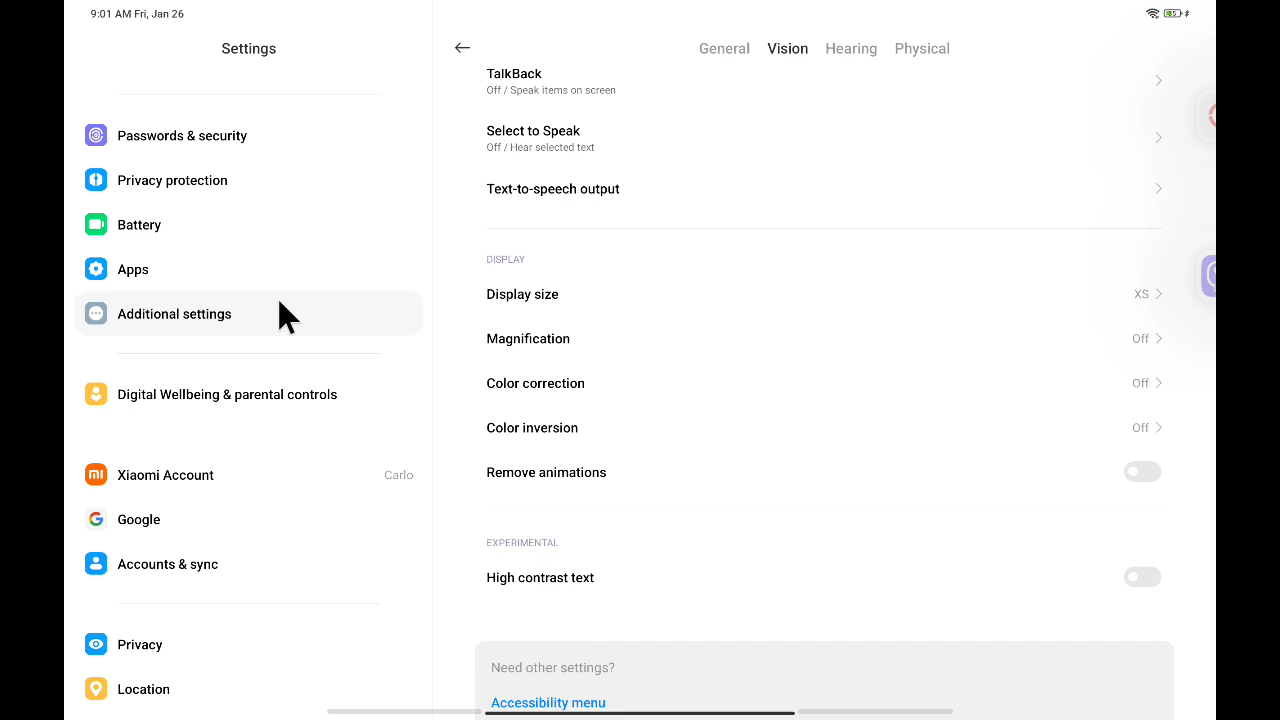 9:01 AM Fri, Jan 26
Settings
Passwords & security
Privacy protection
Battery
Apps
Additional settings
Digital Wellbeing & parental controls
Xiaomi Account
Carlo
Google
Accounts & sync
Privacy
Location
General Vision Hearing Physical
TalkBack
Off / Speak items on screen
Select to Speak
Off / Hear selected text
Text-to-speech output
DISPLAY
Display size
XS
Magnification
Off
Color correction
Off
Color inversion
Off
Remove animations
EXPERIMENTAL
High contrast text
Need other settings?
Accessibility menu